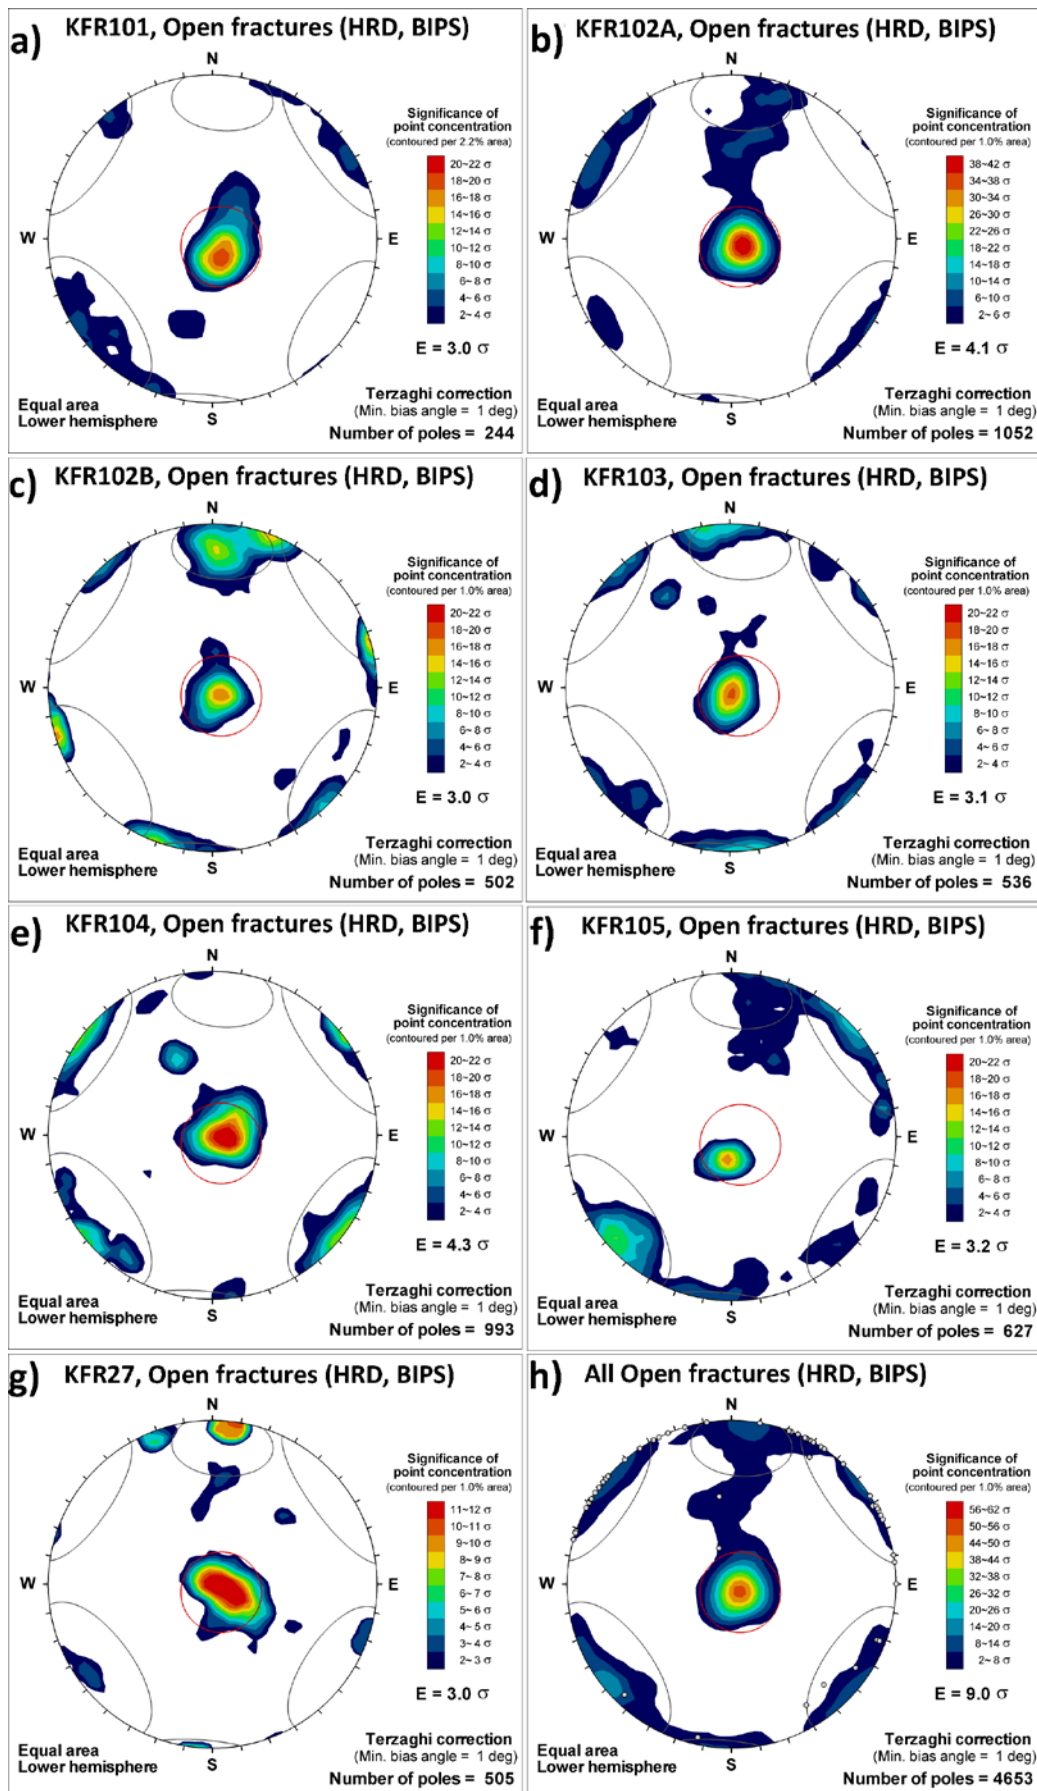 a) KFR101, Open fractures (HRD, BIPS)
N
Significance of
point concentration
(contoured per 2.2% area)
20~22 σ
18~20 σ
16~18 σ
14~16 σ
12~14 σ
10~12 σ
8~10 σ
6~8 σ
4~6 σ
2~4 σ
W
E
E = 3.0 σ
S
Equal area
Lower hemisphere
Terzaghi correction
(Min. bias angle = 1 deg)
Number of poles = 244
b) KFR102A, Open fractures (HRD, BIPS)
N
Significance of
point concentration
(contoured per 1.0% area)
38~42 σ
34~38 σ
30~34 σ
26~30 σ
22~26 σ
18~22 σ
14~18 σ
10~14 σ
6~10 σ
2~6 σ
W
E
E = 4.1 σ
S
Equal area
Lower hemisphere
Terzaghi correction
(Min. bias angle = 1 deg)
Number of poles = 1052
c) KFR102B, Open fractures (HRD, BIPS)
N
Significance of
point concentration
(contoured per 1.0% area)
20~22 σ
18~20 σ
16~18 σ
14~16 σ
12~14 σ
10~12 σ
8~10 σ
6~8 σ
4~6 σ
2~4 σ
W
E
E = 3.0 σ
S
Equal area
Lower hemisphere
Terzaghi correction
(Min. bias angle = 1 deg)
Number of poles = 502
d) KFR103, Open fractures (HRD, BIPS)
N
Significance of
point concentration
(contoured per 1.0% area)
20~22 σ
18~20 σ
16~18 σ
14~16 σ
12~14 σ
10~12 σ
8~10 σ
6~8 σ
4~6 σ
2~4 σ
W
E
E = 3.1 σ
S
Equal area
Lower hemisphere
Terzaghi correction
(Min. bias angle = 1 deg)
Number of poles = 536
e) KFR104, Open fractures (HRD, BIPS)
N
Significance of
point concentration
(contoured per 1.0% area)
20~22 σ
18~20 σ
16~18 σ
14~16 σ
12~14 σ
10~12 σ
8~10 σ
6~8 σ
4~6 σ
2~4 σ
W
E
E = 4.3 σ
S
Equal area
Lower hemisphere
Terzaghi correction
(Min. bias angle = 1 deg)
Number of poles = 993
f) KFR105, Open fractures (HRD, BIPS)
N
Significance of
point concentration
(contoured per 1.0% area)
20~22 σ
18~20 σ
16~18 σ
14~16 σ
12~14 σ
10~12 σ
8~10 σ
6~8 σ
4~6 σ
2~4 σ
W
E
E = 3.2 σ
S
Equal area
Lower hemisphere
Terzaghi correction
(Min. bias angle = 1 deg)
Number of poles = 627
g) KFR27, Open fractures (HRD, BIPS)
N
Significance of
point concentration
(contoured per 1.0% area)
11~12 σ
10~11 σ
9~10 σ
8~9 σ
7~8 σ
6~7 σ
5~6 σ
4~5 σ
3~4 σ
2~3 σ
W
E
E = 3.0 σ
S
Equal area
Lower hemisphere
Terzaghi correction
(Min. bias angle = 1 deg)
Number of poles = 505
h) All Open fractures (HRD, BIPS)
N
Significance of
point concentration
(contoured per 1.0% area)
56~62 σ
50~56 σ
44~50 σ
38~44 σ
32~38 σ
26~32 σ
20~26 σ
14~20 σ
8~14 σ
2~8 σ
W
E
E = 9.0 σ
S
Equal area
Lower hemisphere
Terzaghi correction
(Min. bias angle = 1 deg)
Number of poles = 4653